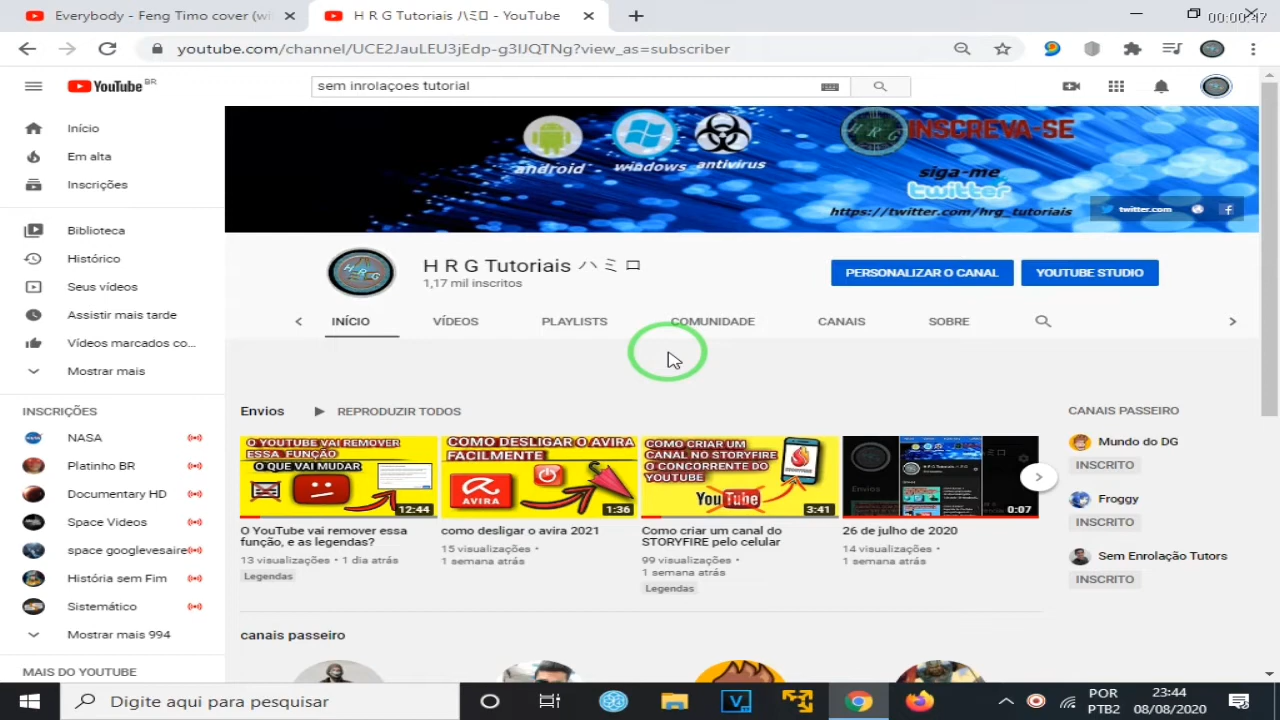 Everybody - Feng Timo cover (wi
H R G Tutoriais ハミロ - YouTube
00:00:47
youtube.com/channel/UCE2JauLEU3jEdp-g3IJQTNg?view_as=subscriber
YouTube BR
sem inrolaçoes tutorial
Início
Em alta
Inscrições
Biblioteca
Histórico
Seus vídeos
Assistir mais tarde
Vídeos marcados co...
Mostrar mais
INSCRIÇÕES
NASA
Platinho BR
Documentary HD
Space Videos
space googlevesaire
História sem Fim
Sistemático
Mostrar mais 994
MAIS DO YOUTUBE
android
windows
antivirus
HRG
INSCREVA-SE
siga-me
twitter
https://twitter.com/hrg_tutoriais
twitter.com
HRG
H R G Tutoriais ハミロ
1,17 mil inscritos
PERSONALIZAR O CANAL
YOUTUBE STUDIO
INÍCIO
VÍDEOS
PLAYLISTS
COMUNIDADE
CANAIS
SOBRE
Envios
REPRODUZIR TODOS
O YOUTUBE VAI REMOVER
ESSA FUNÇÃO
O QUE VAI MUDAR
12:44
O YouTube vai remover essa
função, e as legendas?
13 visualizações • 1 dia atrás
Legendas
COMO DESLIGAR O AVIRA
FACILMENTE
AVIRA
1:36
como desligar o avira 2021
15 visualizações •
1 semana atrás
COMO CRIAR UM
CANAL NO STORYFIRE
O CONCORRENTE DO
YOUTUBE
YouTube
3:41
Como criar um canal do
STORYFIRE pelo celular
99 visualizações •
1 semana atrás
Legendas
Envios
0:07
26 de julho de 2020
14 visualizações •
1 semana atrás
CANAIS PASSEIRO
Mundo do DG
INSCRITO
Froggy
INSCRITO
Sem Enrolação Tutors
INSCRITO
canais passeiro
Digite aqui para pesquisar
POR
PTB2
23:44
08/08/2020